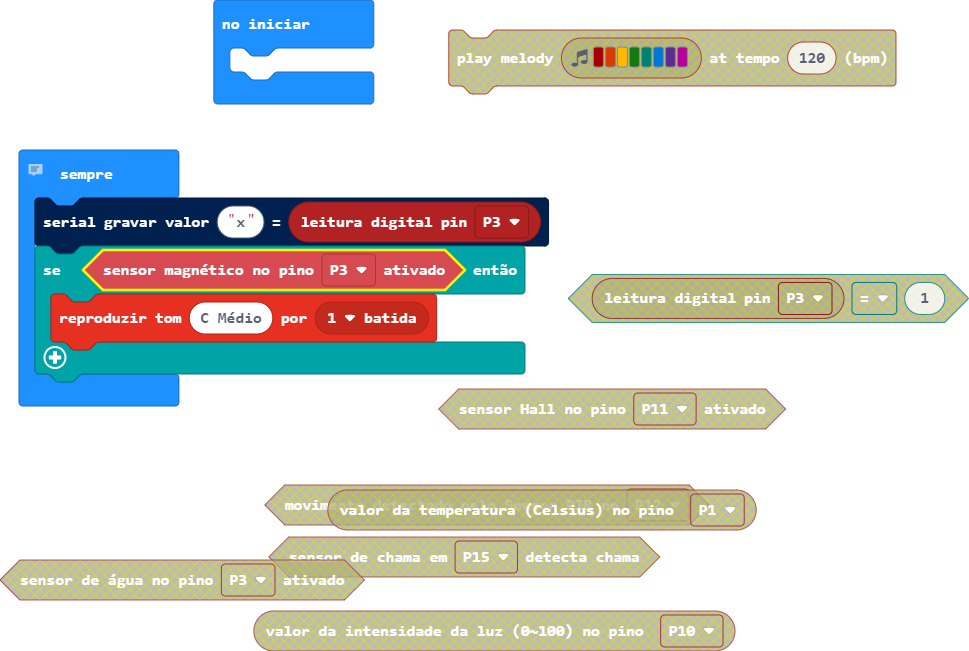 no iniciar
play melody at tempo 120 (bpm)
sempre
serial gravar valor "x" = leitura digital pin P3
se sensor magnético no pino P3 ativado então
reproduzir tom C Médio por 1 batida
leitura digital pin P3 = 1
sensor Hall no pino P11 ativado
valor da temperatura (Celsius) no pino P1
sensor de chama em P15 detecta chama
sensor de água no pino P3 ativado
valor da intensidade da luz (0~100) no pino P10